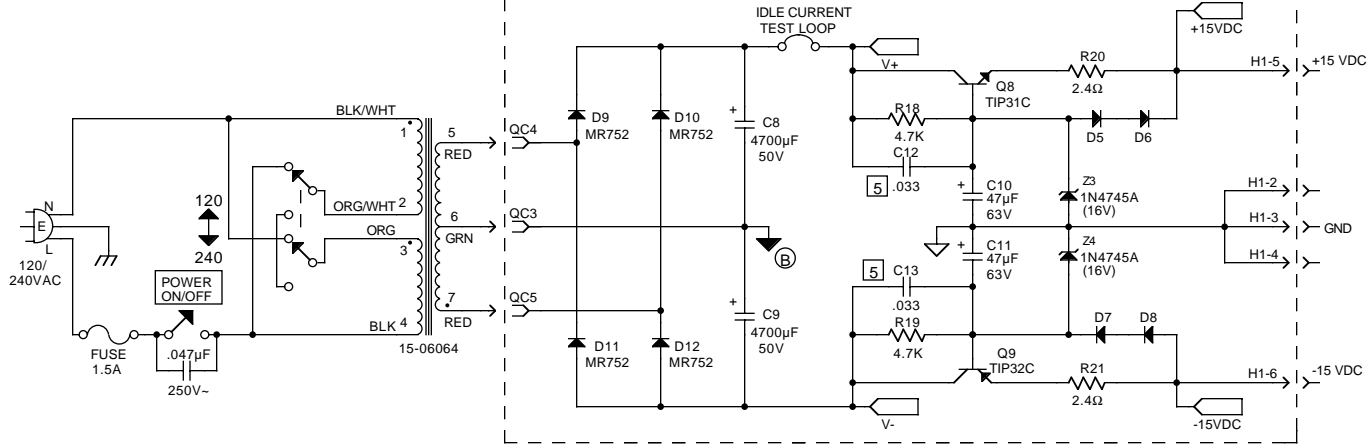 IDLE CURRENT
TEST LOOP
+15VDC
V+
R20
2.4Ω
H1-5
+15 VDC
Q8
TIP31C
BLK/WHT
1
5
RED
QC4
D9
MR752
D10
MR752
+
C8
4700µF
50V
R18
4.7K
D5
D6
C12
5
.033
+
C10
47µF
63V
Z3
1N4745A
(16V)
H1-2
H1-3
H1-4
GND
N
E
L
120/
240VAC
120
240
ORG/WHT
2
ORG
3
6
GRN
QC3
B
+
C11
47µF
63V
Z4
1N4745A
(16V)
POWER
ON/OFF
FUSE
1.5A
.047µF
250V~
BLK
4
7
RED
QC5
15-06064
D11
MR752
D12
MR752
+
C9
4700µF
50V
5
C13
.033
R19
4.7K
D7
D8
Q9
TIP32C
R21
2.4Ω
H1-6
-15 VDC
V-
-15VDC